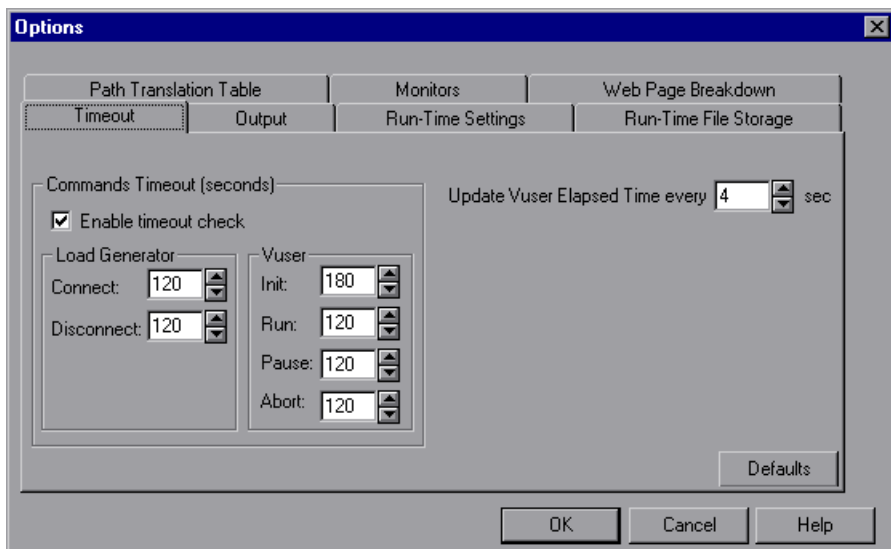 Options
Path Translation Table
Monitors
Web Page Breakdown
Timeout
Output
Run-Time Settings
Run-Time File Storage
Commands Timeout (seconds)
Enable timeout check
Load Generator
Connect: 120
Disconnect: 120
Vuser
Init: 180
Run: 120
Pause: 120
Abort: 120
Update Vuser Elapsed Time every 4 sec
Defaults
OK
Cancel
Help